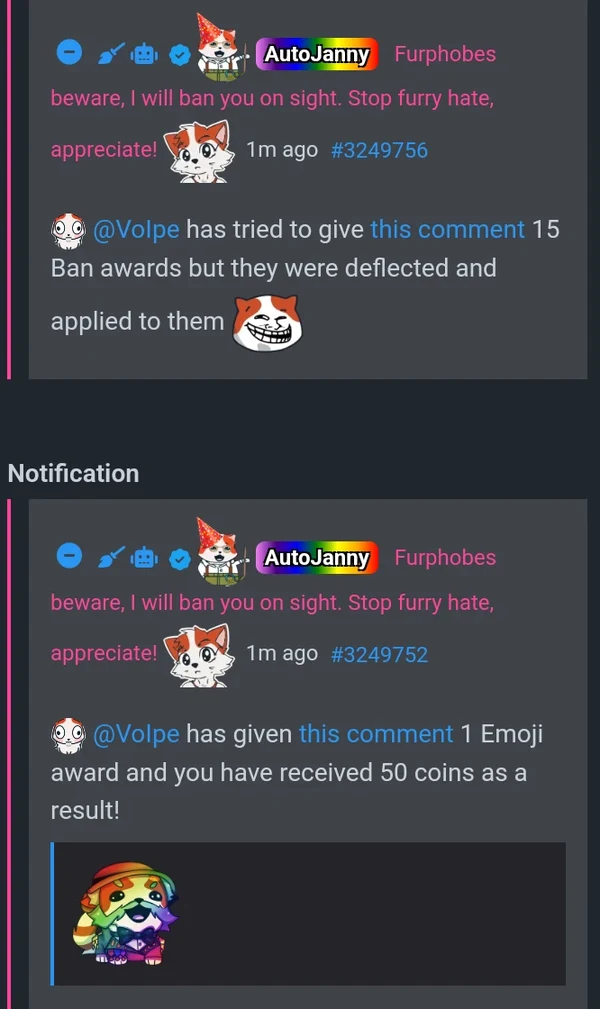 AutoJanny Furphobes
beware, I will ban you on sight. Stop furry hate,
appreciate! 1m ago #3249756
@Volpe has tried to give this comment 15
Ban awards but they were deflected and
applied to them
Notification
AutoJanny Furphobes
beware, I will ban you on sight. Stop furry hate,
appreciate! 1m ago #3249752
@Volpe has given this comment 1 Emoji
award and you have received 50 coins as a
result!